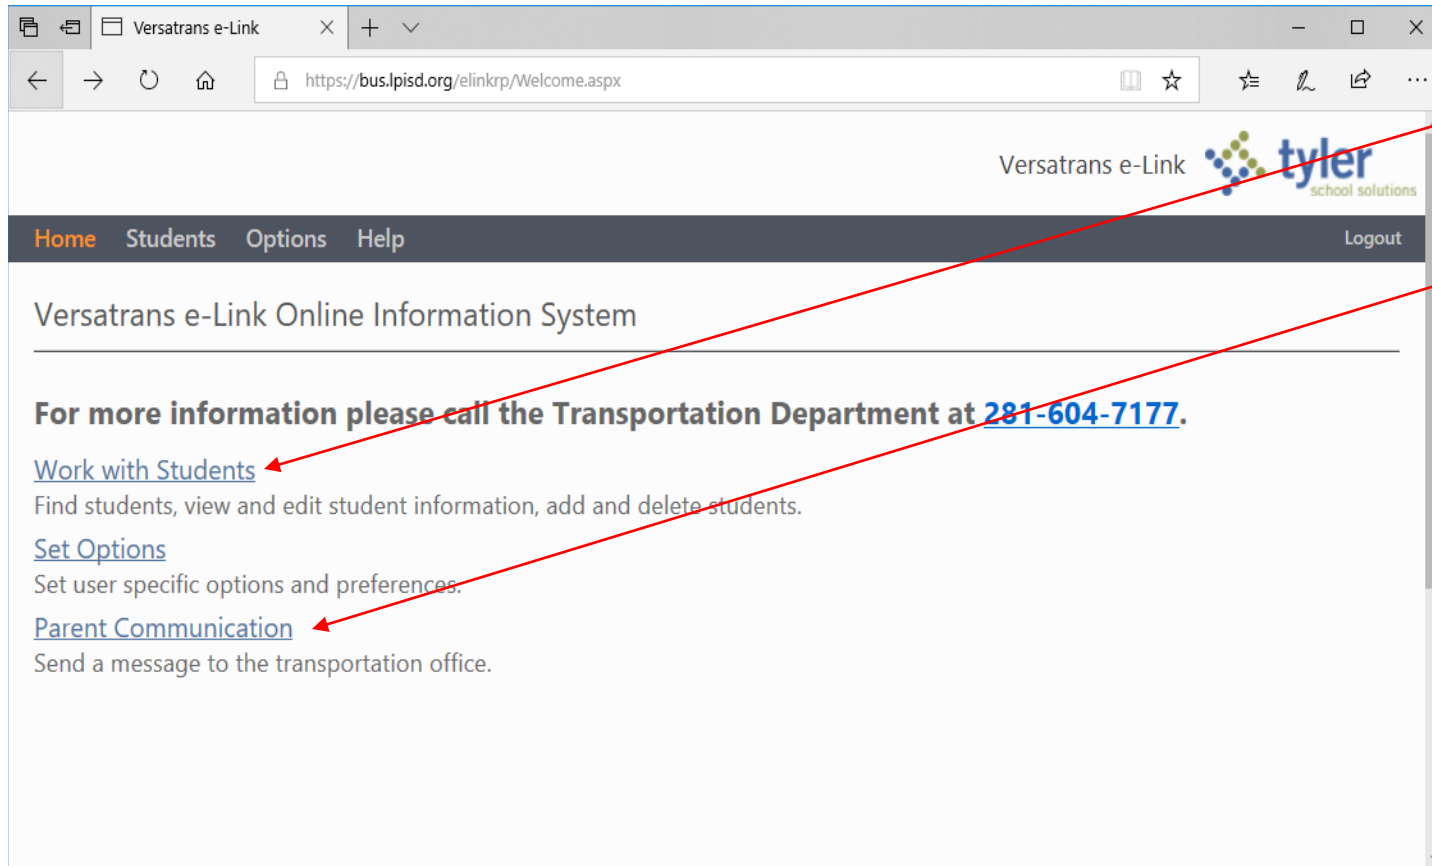 Versatrans e-Link
https://bus.lpisd.org/elinkrp/Welcome.aspx
Versatrans e-Link tyler
school solutions
Home Students Options Help Logout
Versatrans e-Link Online Information System
For more information please call the Transportation Department at 281-604-7177.
Work with Students
Find students, view and edit student information, add and delete students.
Set Options
Set user specific options and preferences.
Parent Communication
Send a message to the transportation office.